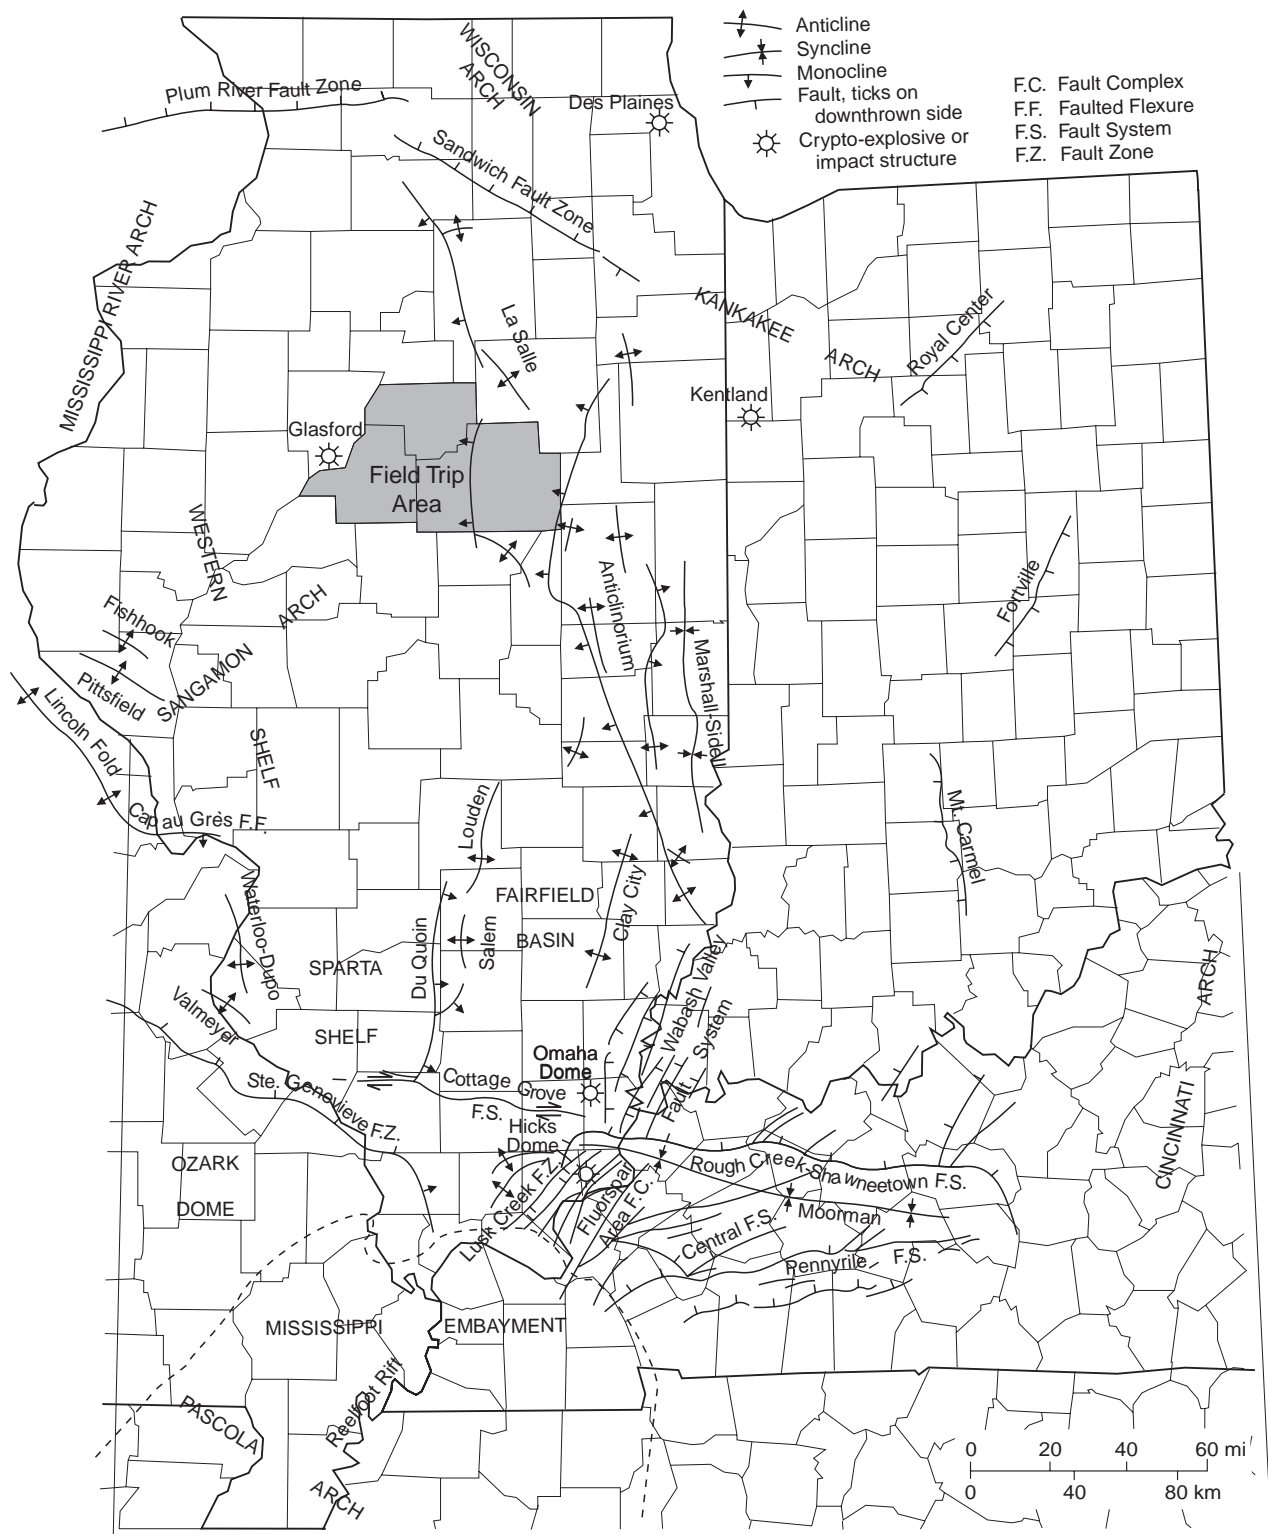 Anticline
Syncline
Monocline
Fault, ticks on
downthrown side
Crypto-explosive or
impact structure
F.C. Fault Complex
F.F. Faulted Flexure
F.S. Fault System
F.Z. Fault Zone
WISCONSIN
ARCH
Plum River Fault Zone
Des Plaines
Sandwich Fault Zone
MISSISSIPPI RIVER ARCH
La Salle
KANKAKEE
ARCH
Royal Center
Kentland
Glasford
Field Trip
Area
WESTERN
Anticlinorium
Fortville
Fishhook
ARCH
SANGAMON
Pittsfield
Lincoln Fold
Marshall-Sidell
SHELF
Cap au Grès F.F.
Louden
Mt. Carmel
Waterloo-Dupo
FAIRFIELD
Clay City
BASIN
Salem
Du Quoin
SPARTA
Valmeyer
SHELF
Wabash Valley
Fault System
ARCH
Omaha
Dome
Ste. Genevieve F.Z.
Cottage Grove
F.S.
Hicks
Dome
CINCINNATI
OZARK
DOME
Rough Creek-Shawneetown F.S.
Lusk Creek F.Z.
Fluorspar
Area F.C.
Central F.S.
Moorman
Pennyrile F.S.
MISSISSIPPI EMBAYMENT
Reelfoot Rift
PASCOLA
ARCH
0 20 40 60 mi
0 40 80 km